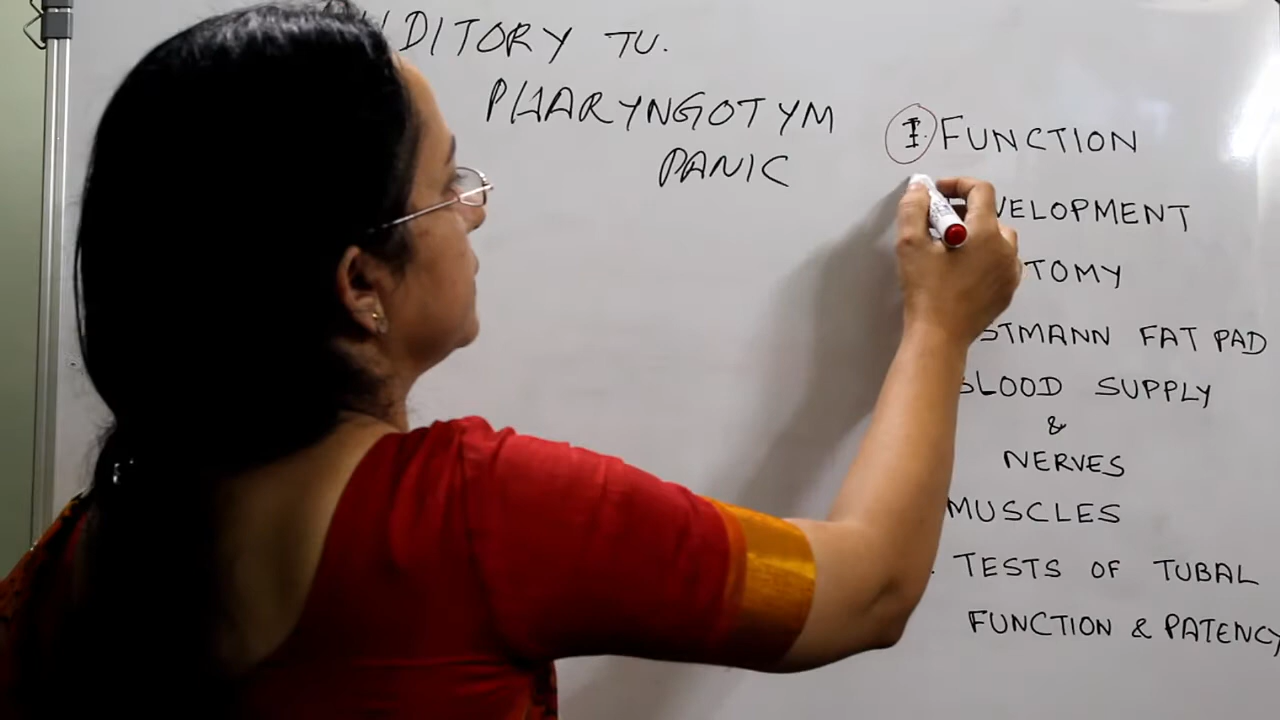 DITORY TU.
PHARYNGOTYM
PANIC
I FUNCTION
VELOPMENT
TOMY
STMANN FAT PAD
BLOOD SUPPLY
&
NERVES
MUSCLES
TESTS OF TUBAL
FUNCTION & PATENCY